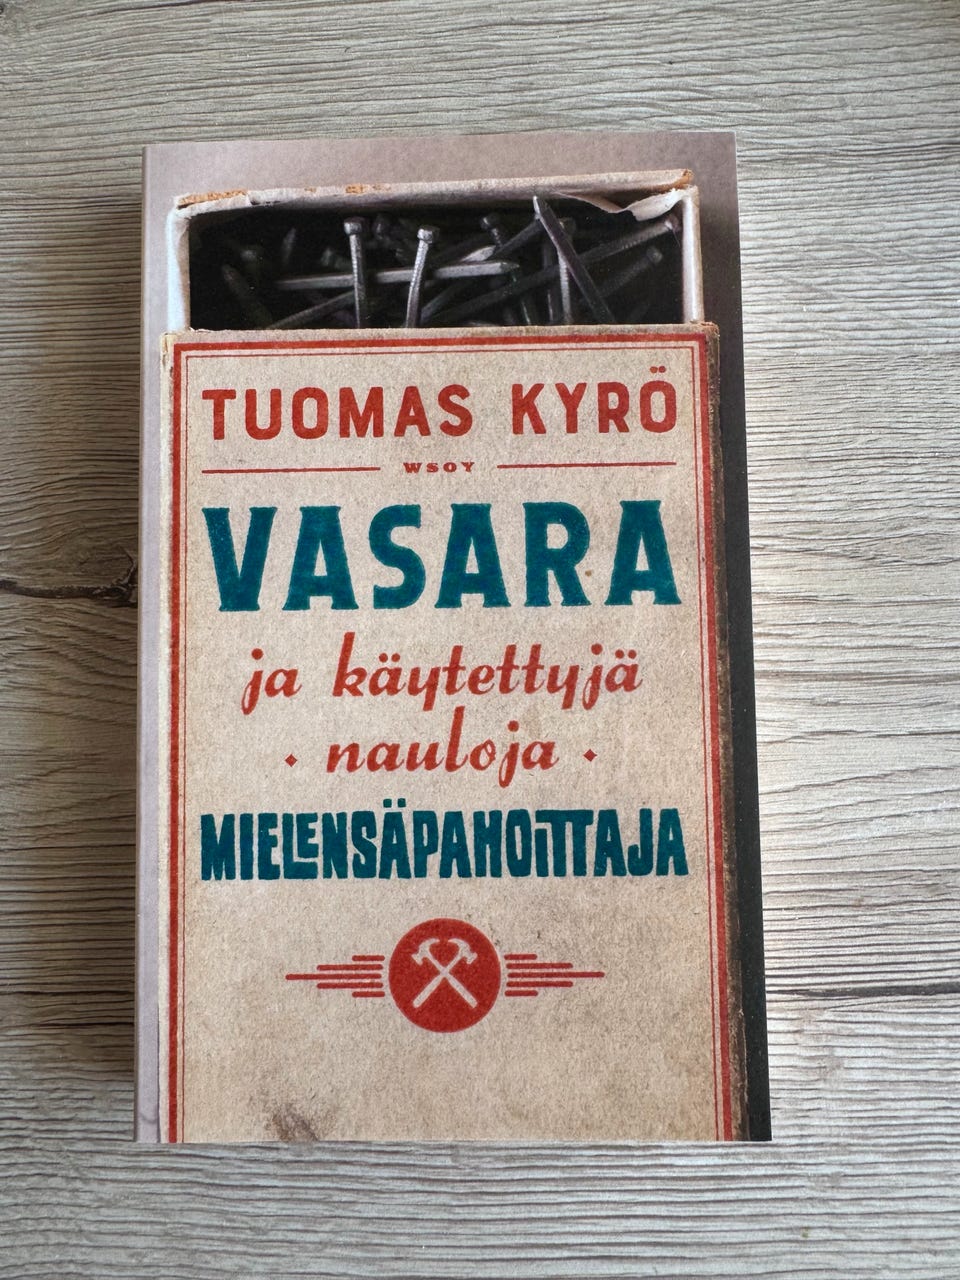 TUOMAS KYRÖ
WSOY
VASARA
ja käytettyjä
• nauloja •
MIELENSÄPAHOITTAJA